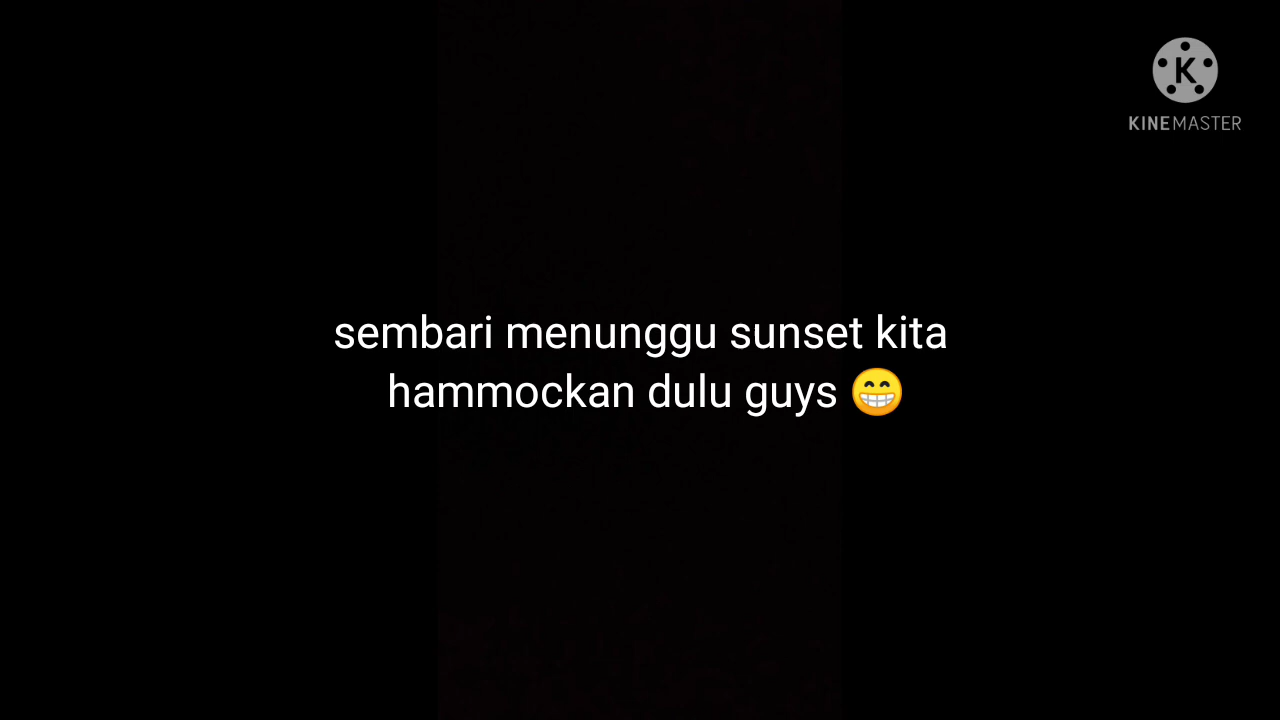 K
KINEMASTER
sembari menunggu sunset kita
hammockan dulu guys 😁